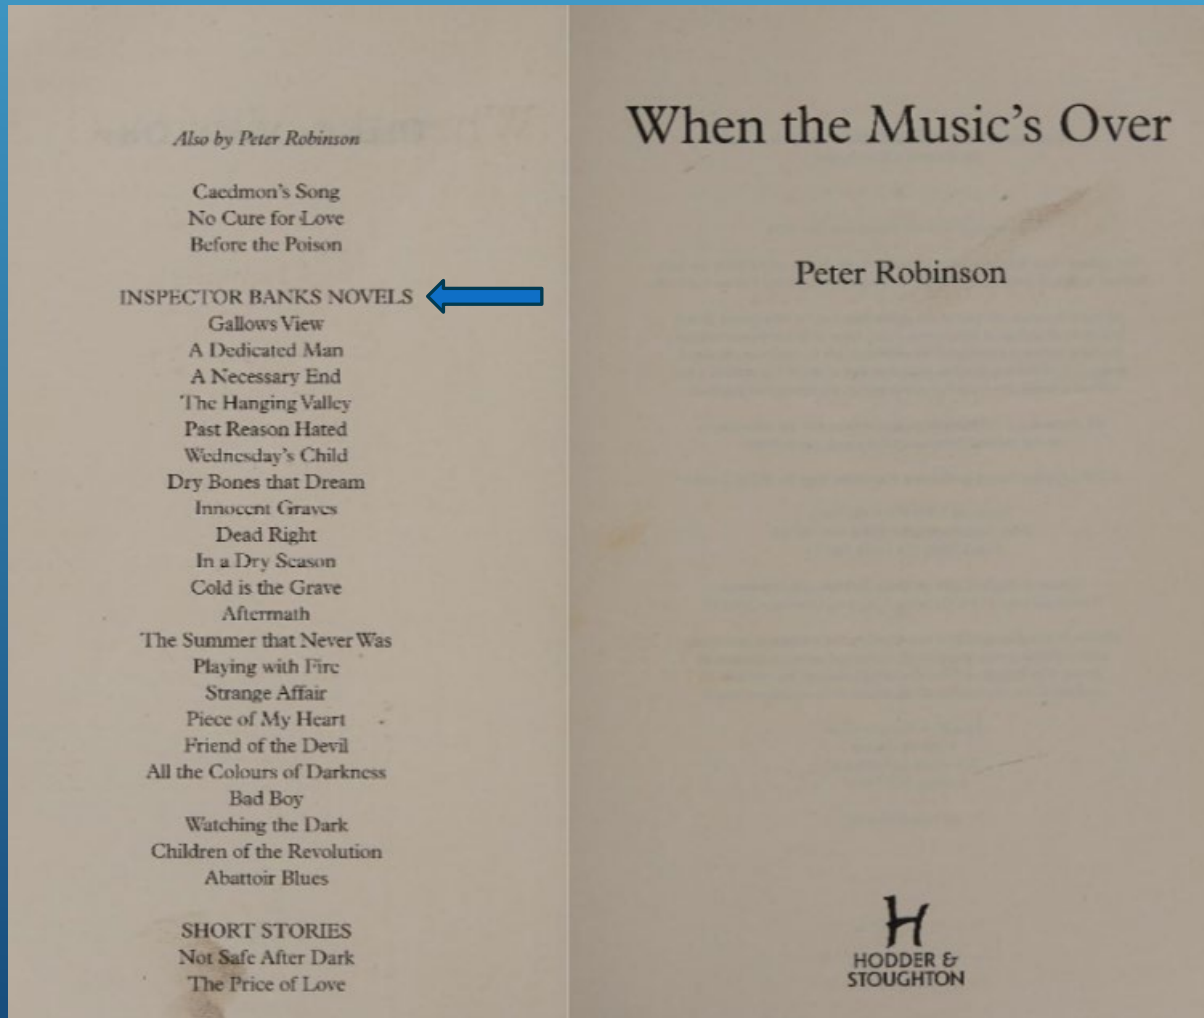 Also by Peter Robinson
Caedmon's Song
No Cure for Love
Before the Poison
INSPECTOR BANKS NOVELS
Gallows View
A Dedicated Man
A Necessary End
The Hanging Valley
Past Reason Hated
Wednesday's Child
Dry Bones that Dream
Innocent Graves
Dead Right
In a Dry Season
Cold is the Grave
Aftermath
The Summer that Never Was
Playing with Fire
Strange Affair
Piece of My Heart
Friend of the Devil
All the Colours of Darkness
Bad Boy
Watching the Dark
Children of the Revolution
Abattoir Blues
SHORT STORIES
Not Safe After Dark
The Price of Love
When the Music's Over
Peter Robinson
HODDER &
STOUGHTON